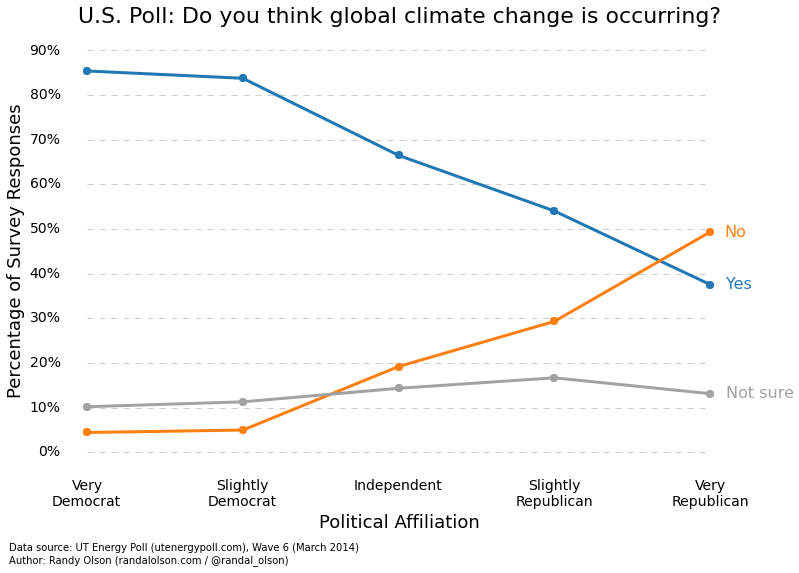 U.S. Poll: Do you think global climate change is occurring?
Percentage of Survey Responses
90%
80%
70%
60%
50%
40%
30%
20%
10%
0%
No
Yes
Not sure
Very
Democrat
Slightly
Democrat
Independent
Slightly
Republican
Very
Republican
Political Affiliation
Data source: UT Energy Poll (utenergypoll.com), Wave 6 (March 2014)
Author: Randy Olson (randalolson.com / @randal_olson)